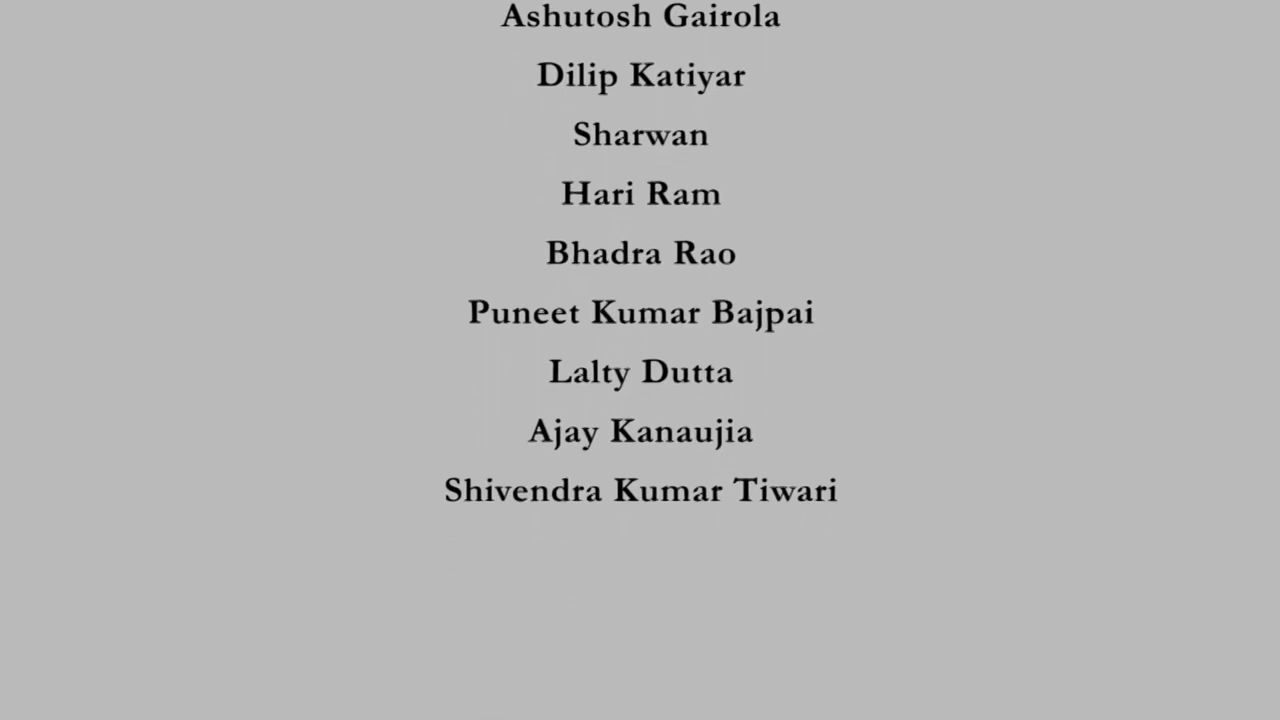 Ashutosh Gairola
Dilip Katiyar
Sharwan
Hari Ram
Bhadra Rao
Puneet Kumar Bajpai
Lalty Dutta
Ajay Kanaujia
Shivendra Kumar Tiwari